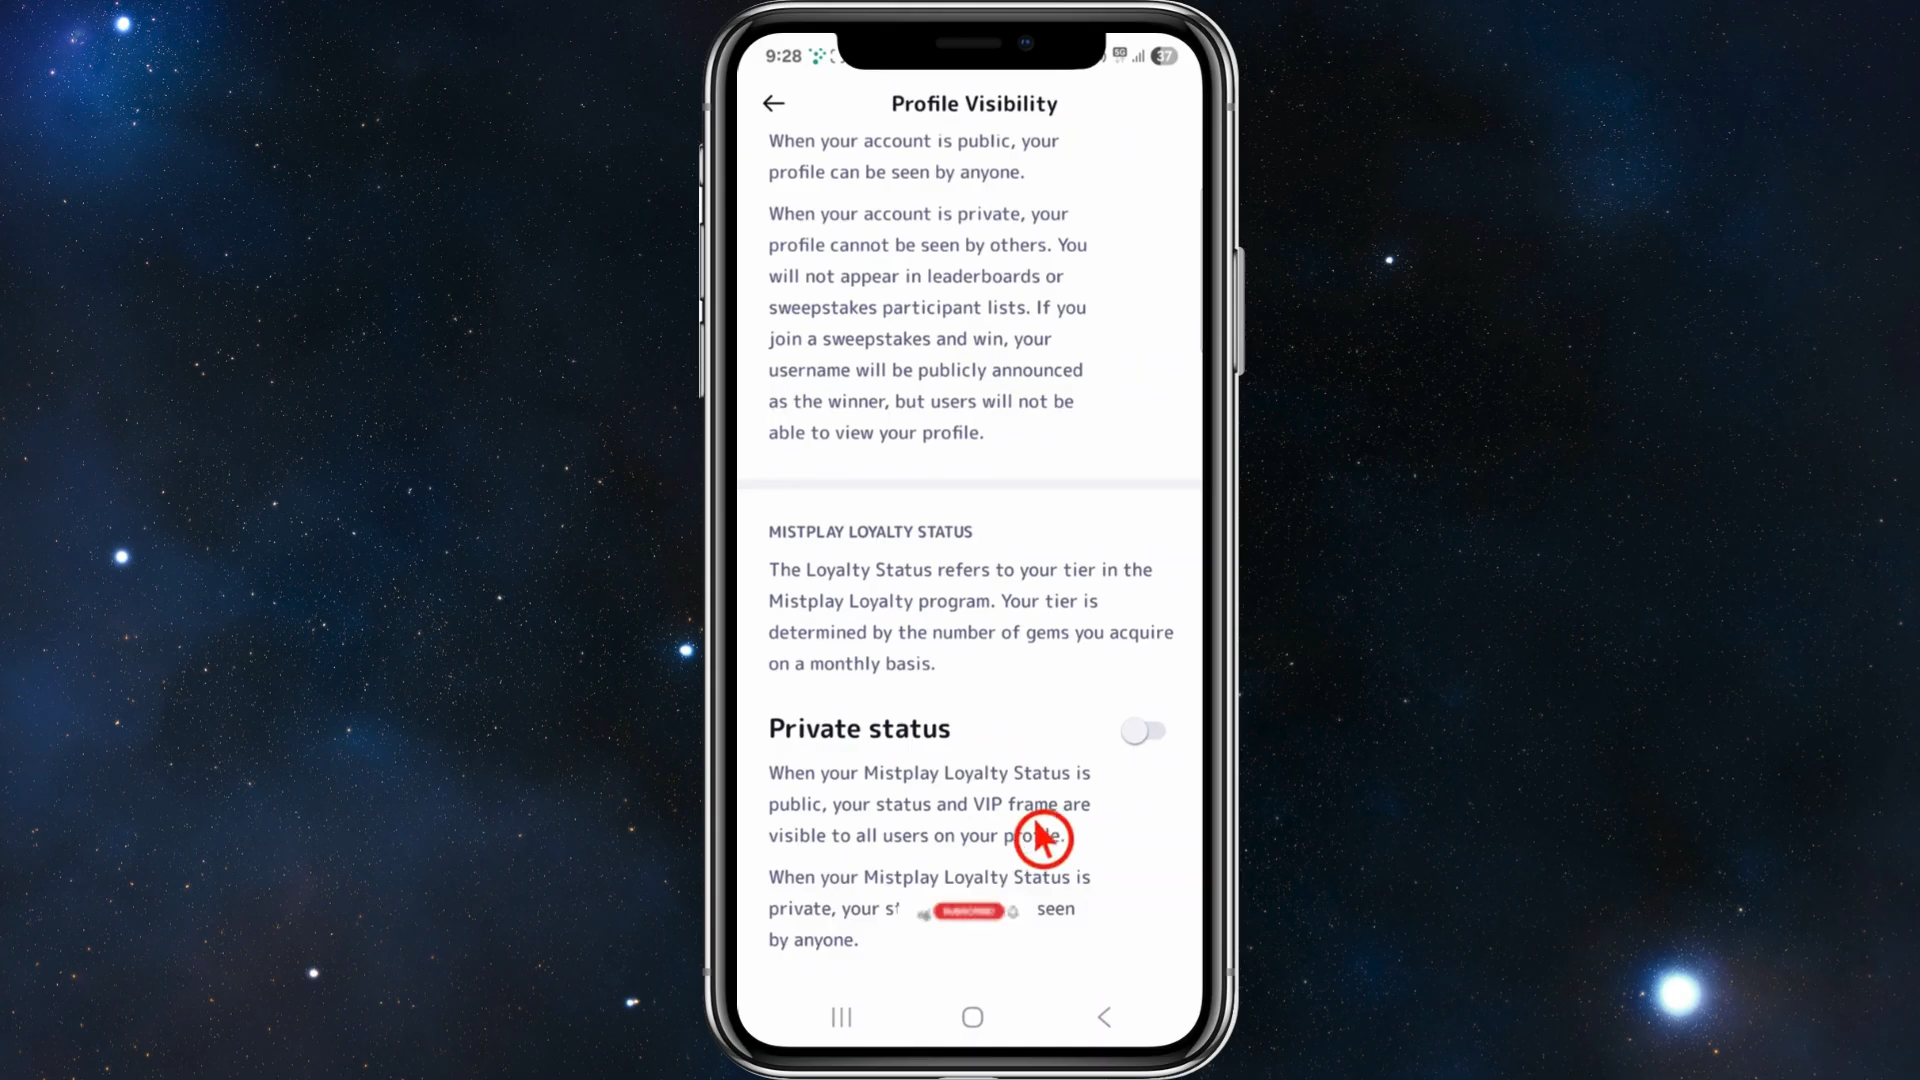 9:28
5G
37
Profile Visibility
When your account is public, your
profile can be seen by anyone.
When your account is private, your
profile cannot be seen by others. You
will not appear in leaderboards or
sweepstakes participant lists. If you
join a sweepstakes and win, your
username will be publicly announced
as the winner, but users will not be
able to view your profile.
MISTPLAY LOYALTY STATUS
The Loyalty Status refers to your tier in the
Mistplay Loyalty program. Your tier is
determined by the number of gems you acquire
on a monthly basis.
Private status
When your Mistplay Loyalty Status is
public, your status and VIP frame are
visible to all users on your profile.
When your Mistplay Loyalty Status is
private, your SUBSCRIBE seen
by anyone.